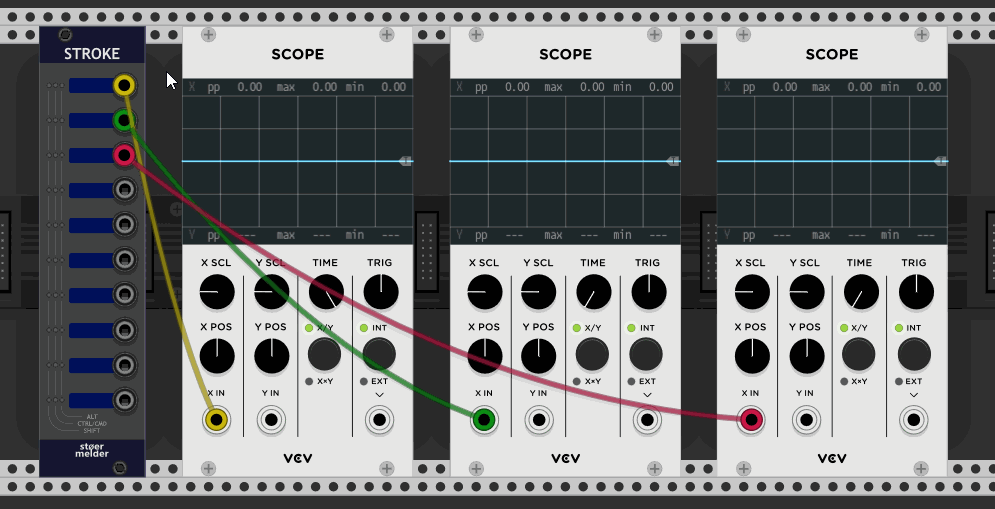 STROKE
ALT
CTRL/CMD
SHIFT
støer
melder
SCOPE
X pp 0.00 max 0.00 min 0.00
Y pp --- max --- min ---
X SCL Y SCL TIME TRIG
X POS Y POS X/Y INT
X×Y EXT
X IN Y IN
VCV
SCOPE
X pp 0.00 max 0.00 min 0.00
Y pp --- max --- min ---
X SCL Y SCL TIME TRIG
X POS Y POS X/Y INT
X×Y EXT
X IN Y IN
VCV
SCOPE
X pp 0.00 max 0.00 min 0.00
Y pp --- max --- min ---
X SCL Y SCL TIME TRIG
X POS Y POS X/Y INT
X×Y EXT
X IN Y IN
VCV